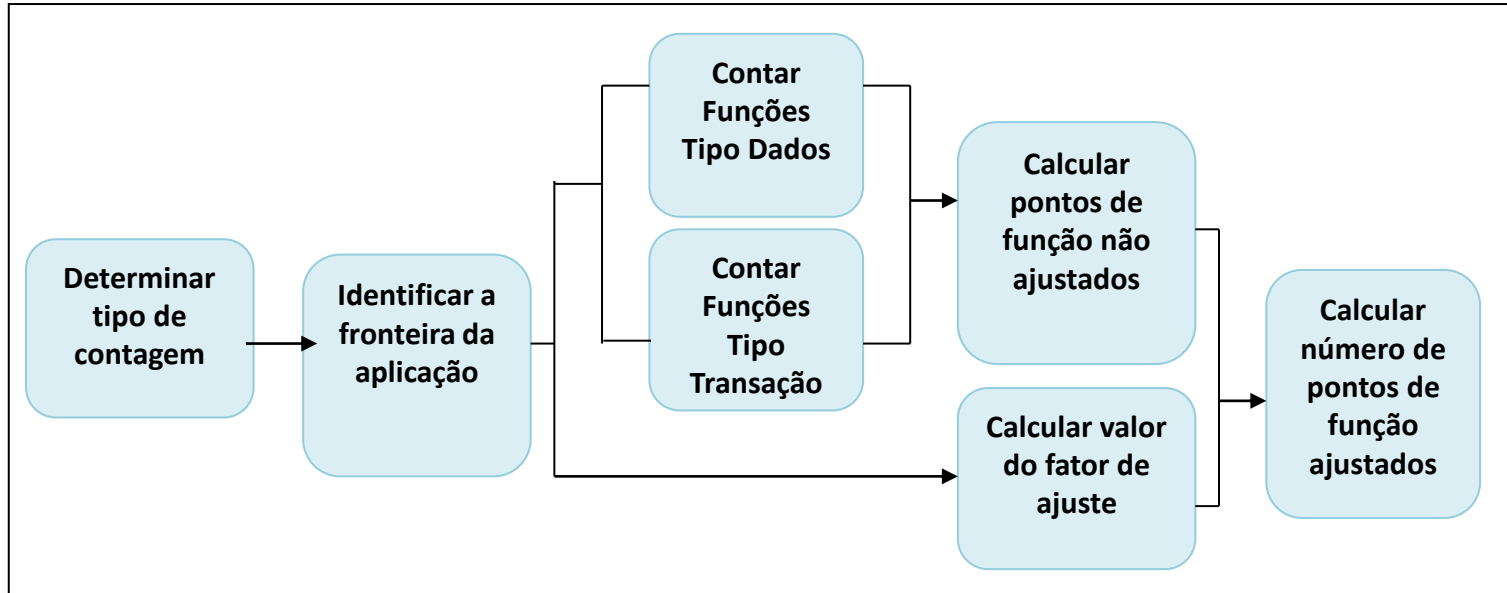 Determinar
tipo de
contagem
Identificar a
fronteira da
aplicação
Contar
Funções
Tipo Dados
Contar
Funções
Tipo
Transação
Calcular
pontos de
função não
ajustados
Calcular valor
do fator de
ajuste
Calcular
número de
pontos de
função
ajustados